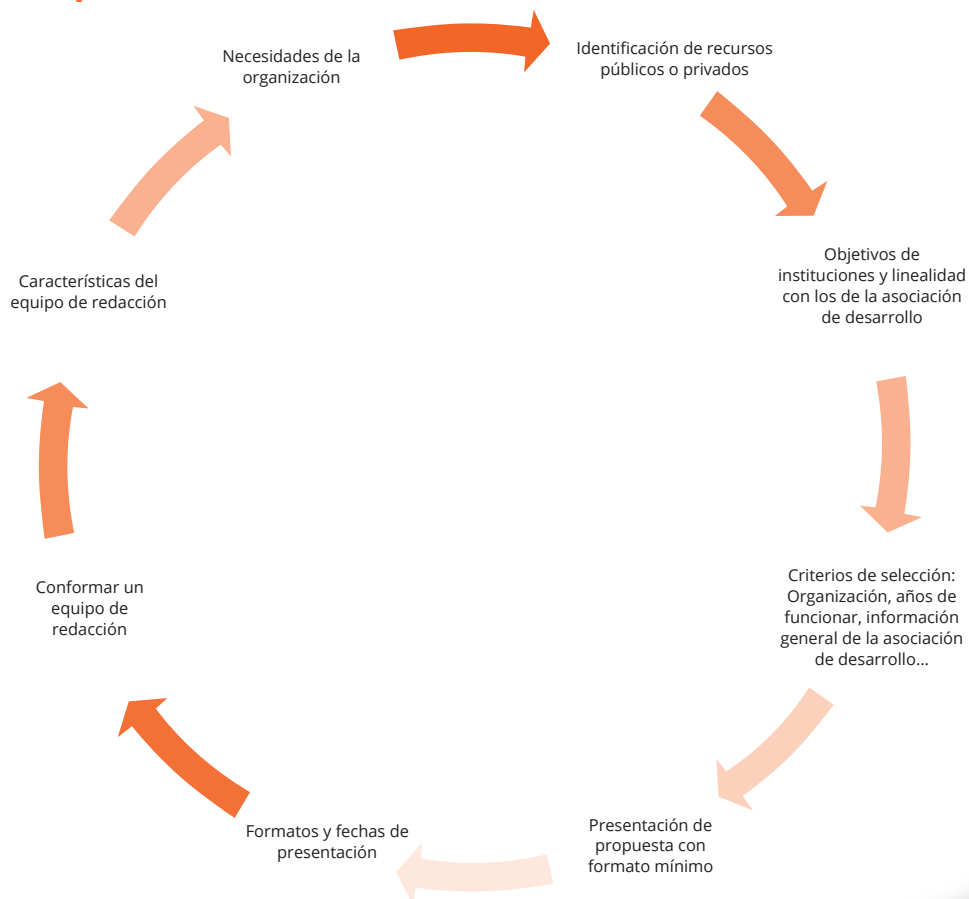 Necesidades de la
organización
Identificación de recursos
públicos o privados
Objetivos de
instituciones y linealidad
con los de la asociación
de desarrollo
Criterios de selección:
Organización, años de
funcionar, información
general de la asociación
de desarrollo...
Presentación de
propuesta con
formato mínimo
Formatos y fechas de
presentación
Conformar un
equipo de
redacción
Característicias del
equipo de redacción